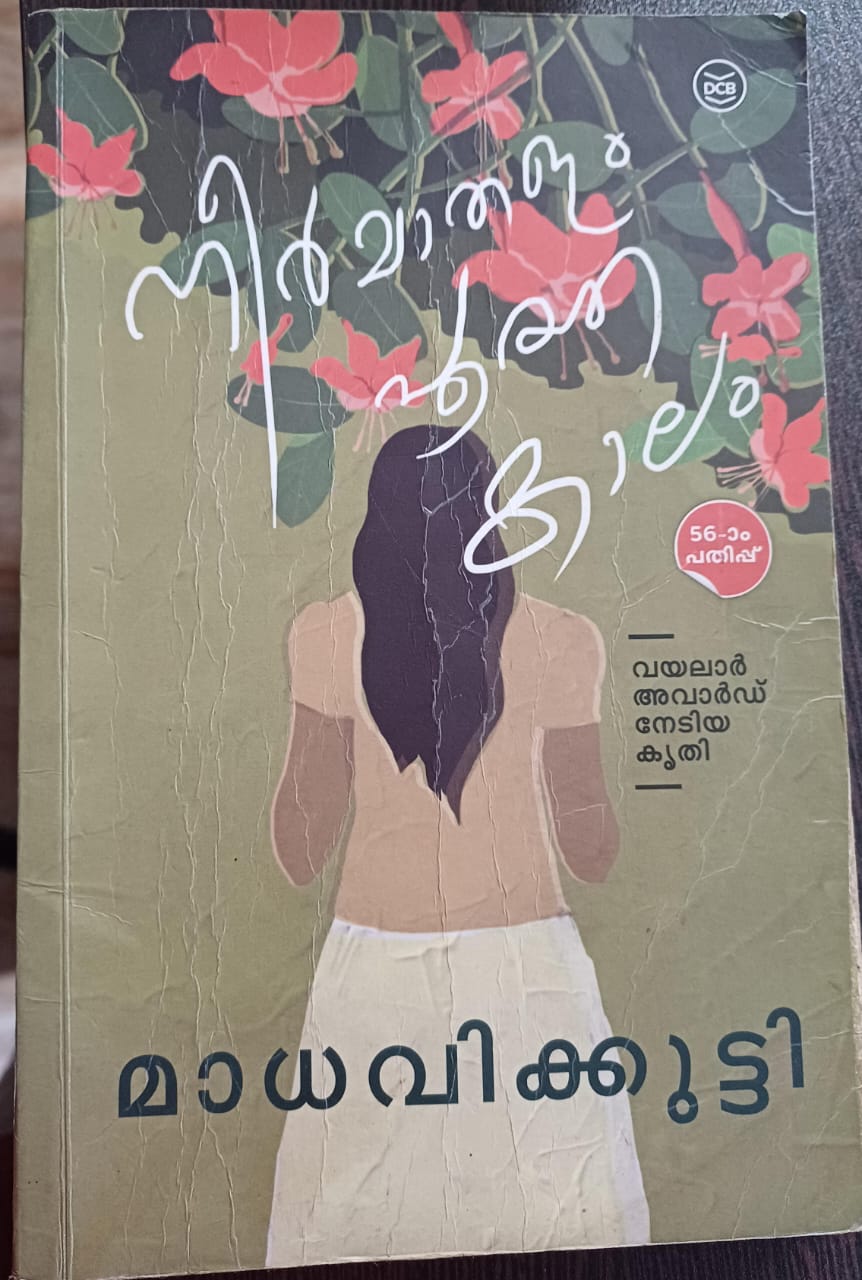 DCB
നീർമാതളം
പൂത്ത
കാലം
56-ാം
പതിപ്പ്
വയലാർ
അവാർഡ്
നേടിയ
കൃതി
മാധവിക്കുട്ടി